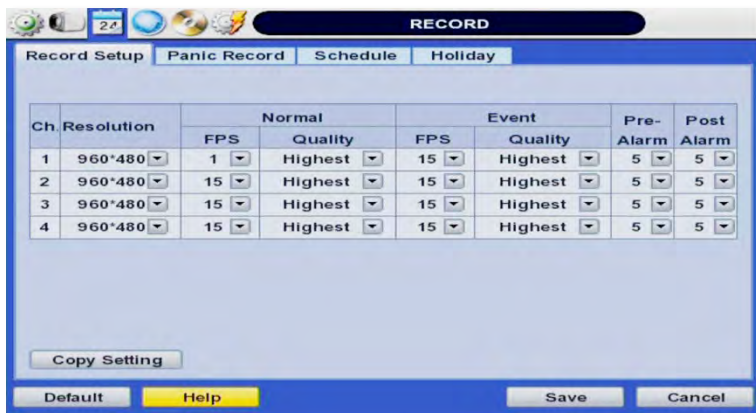 24
RECORD
Record Setup Panic Record Schedule Holiday
Ch. Resolution Normal Event Pre-Alarm Post Alarm
FPS Quality FPS Quality
1 960*480 1 Highest 15 Highest 5 5
2 960*480 15 Highest 15 Highest 5 5
3 960*480 15 Highest 15 Highest 5 5
4 960*480 15 Highest 15 Highest 5 5
Copy Setting
Default Help Save Cancel